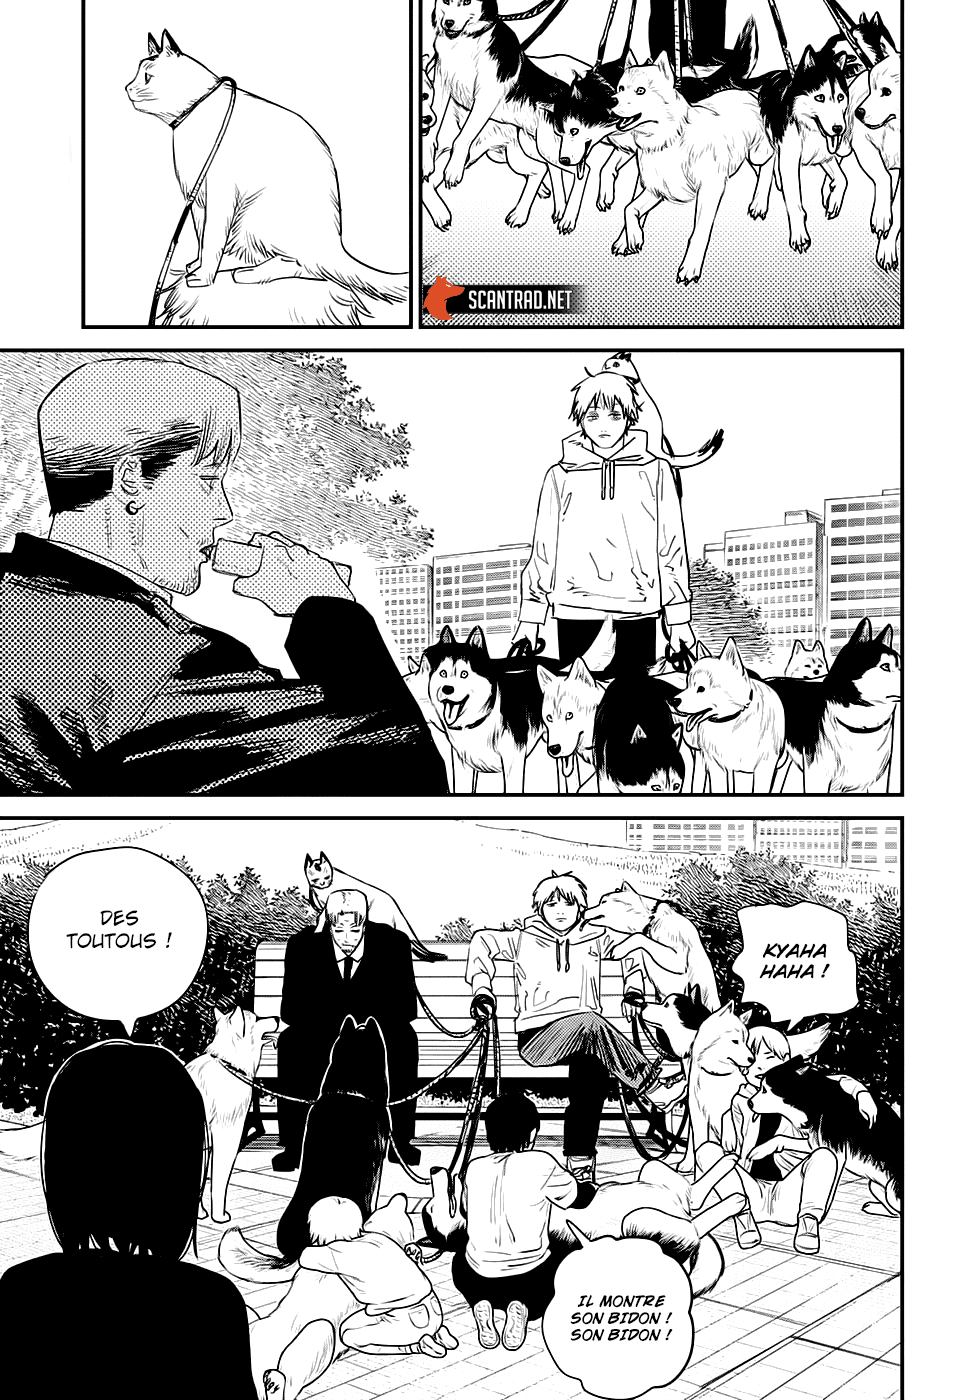 SCANTRAD.NET
DES
TOUTOUS !
KYAHA
HAHA !
IL MONTRE
SON BIDON !
SON BIDON !